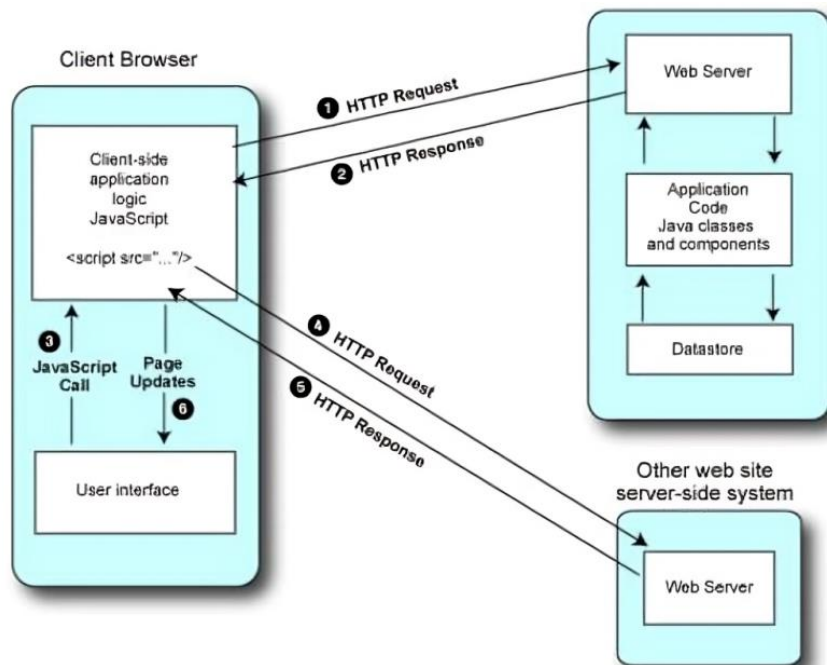 Client Browser
Client-side
application
logic
JavaScript
<script src="..."/>
3
JavaScript
Call
Page
Updates
6
User interface
1 HTTP Request
2 HTTP Response
4 HTTP Request
5 HTTP Response
Web Server
Application
Code
Java classes
and components
Datastore
Other web site
server-side system
Web Server